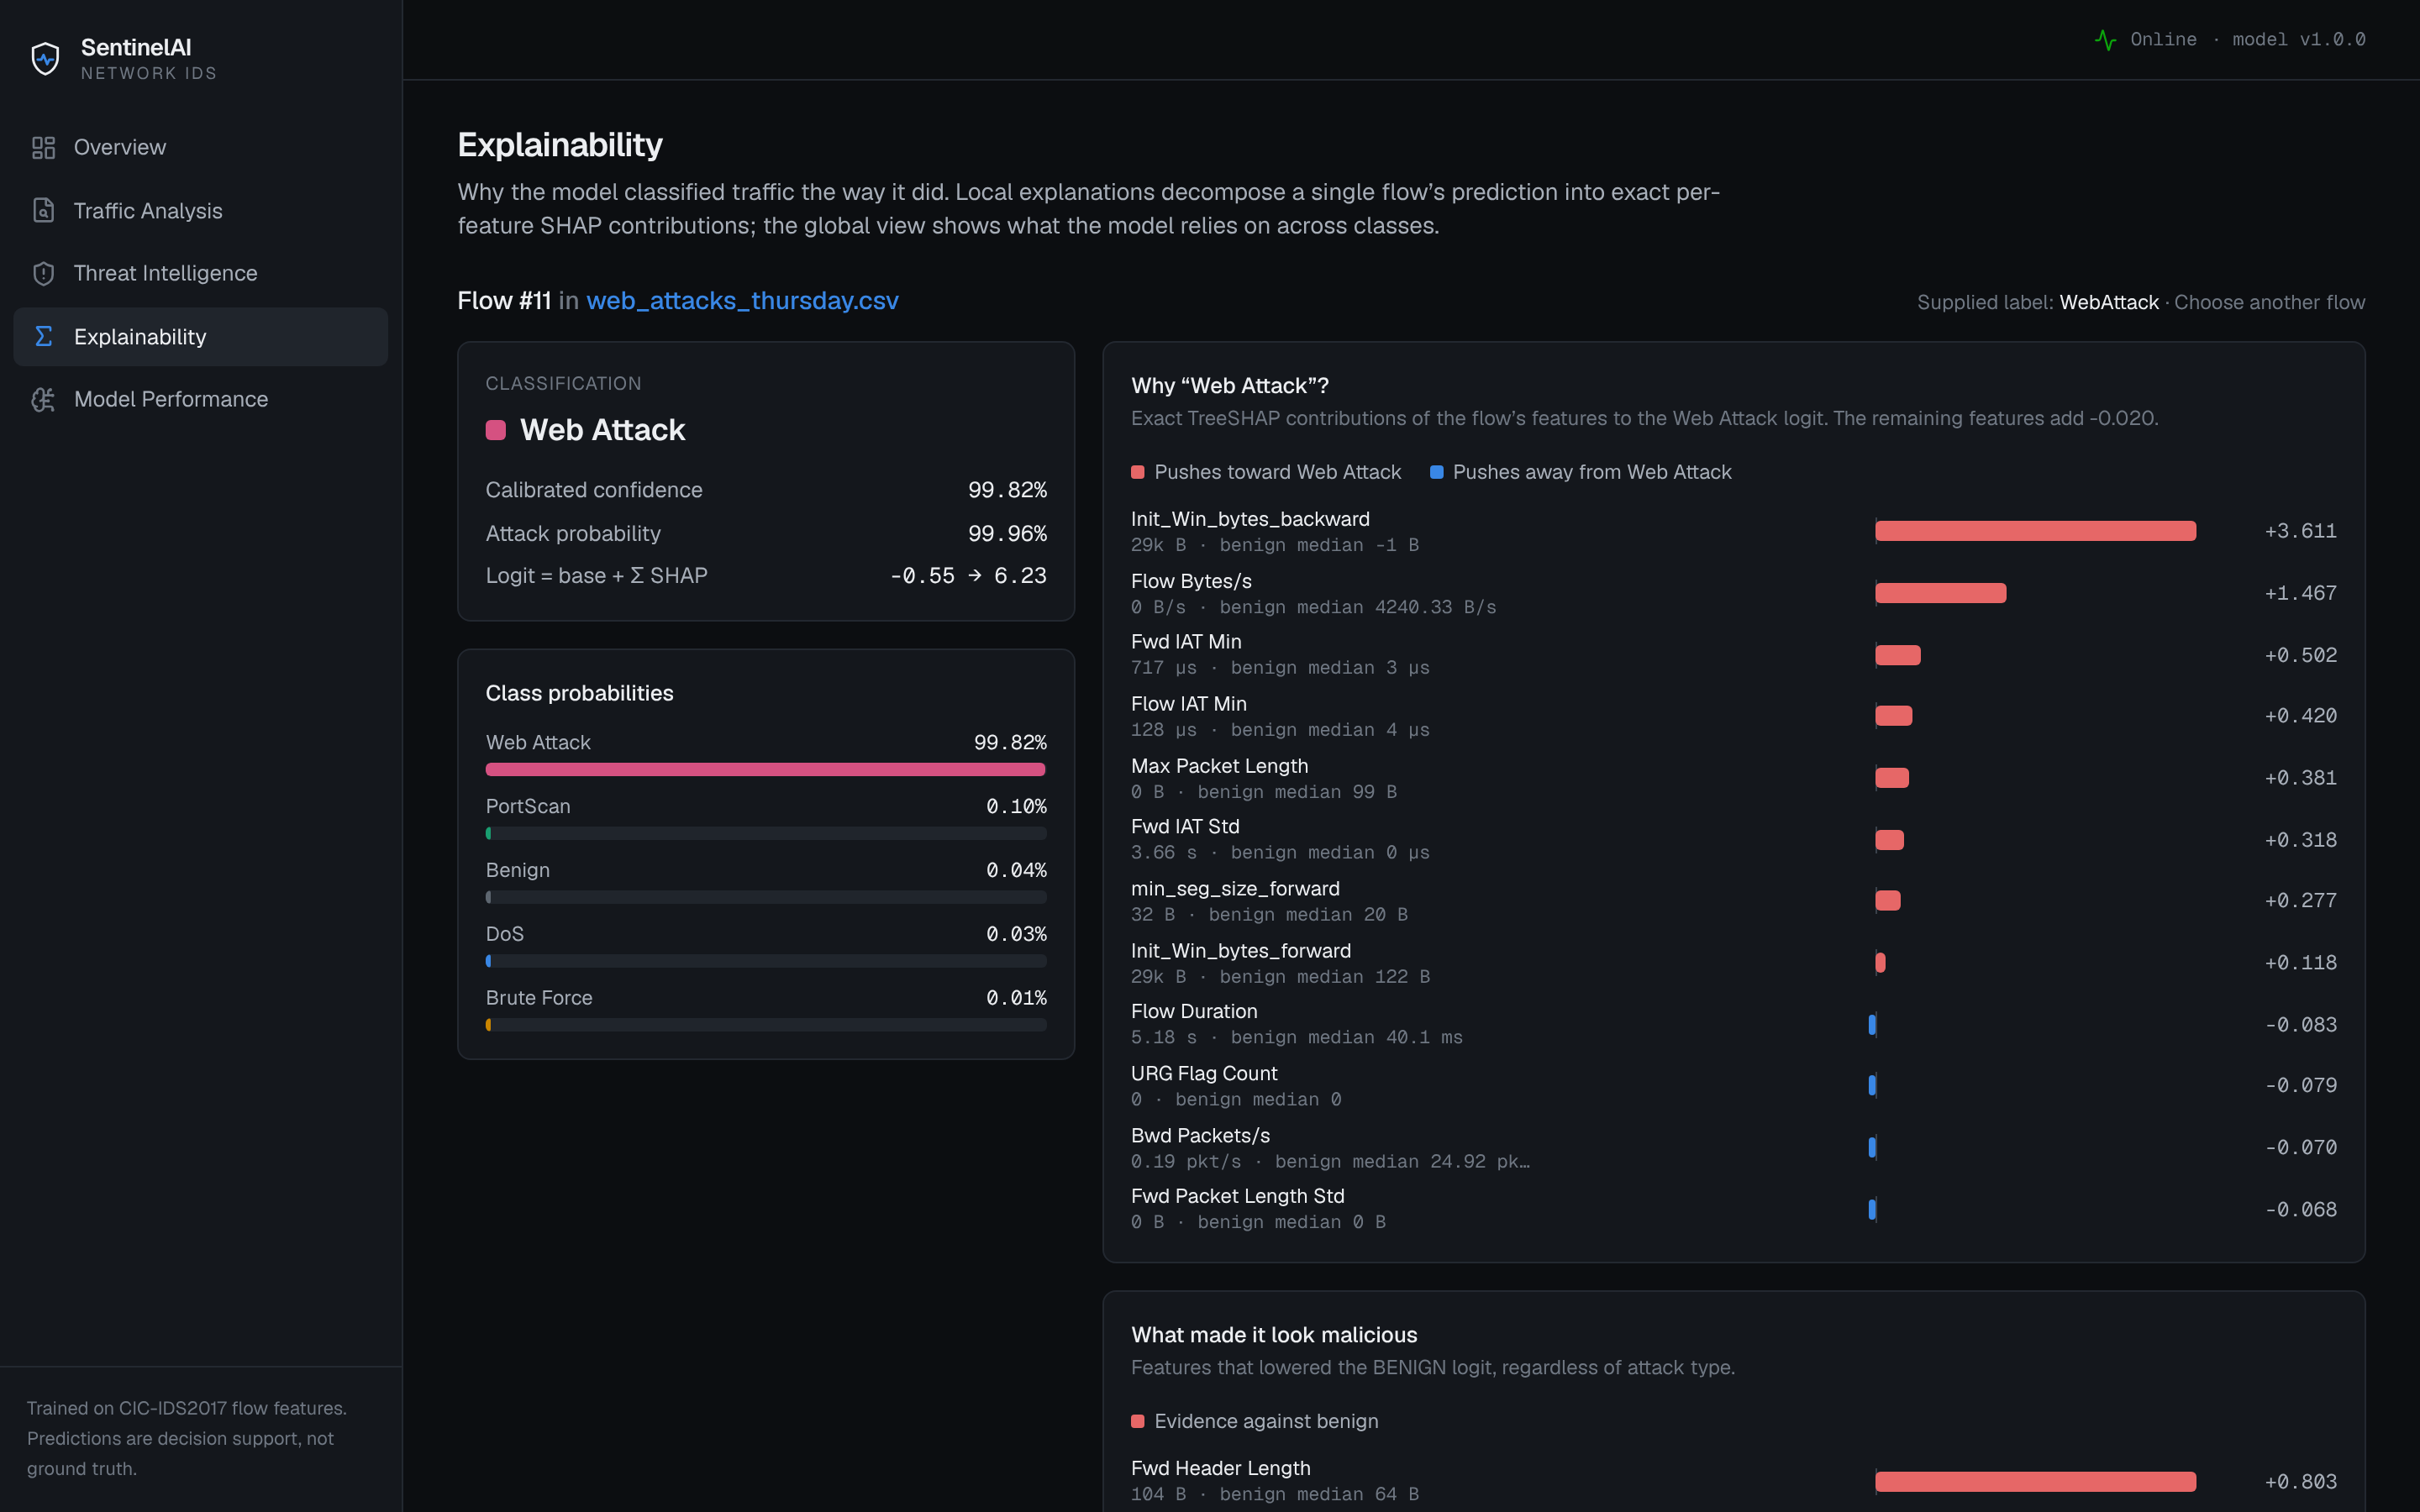 SentinelAI
NETWORK IDS
Overview
Traffic Analysis
Threat Intelligence
Explainability
Model Performance
Trained on CIC-IDS2017 flow features.
Predictions are decision support, not
ground truth.
Online · model v1.0.0
Explainability
Why the model classified traffic the way it did. Local explanations decompose a single flow’s prediction into exact per-
feature SHAP contributions; the global view shows what the model relies on across classes.
Flow #11 in web_attacks_thursday.csv
Supplied label: WebAttack · Choose another flow
CLASSIFICATION
Web Attack
Calibrated confidence 99.82%
Attack probability 99.96%
Logit = base + Σ SHAP -0.55 → 6.23
Class probabilities
Web Attack 99.82%
PortScan 0.10%
Benign 0.04%
DoS 0.03%
Brute Force 0.01%
Why “Web Attack”?
Exact TreeSHAP contributions of the flow’s features to the Web Attack logit. The remaining features add -0.020.
Pushes toward Web Attack Pushes away from Web Attack
Init_Win_bytes_backward
29k B · benign median -1 B
+3.611
Flow Bytes/s
0 B/s · benign median 4240.33 B/s
+1.467
Fwd IAT Min
717 µs · benign median 3 µs
+0.502
Flow IAT Min
128 µs · benign median 4 µs
+0.420
Max Packet Length
0 B · benign median 99 B
+0.381
Fwd IAT Std
3.66 s · benign median 0 µs
+0.318
min_seg_size_forward
32 B · benign median 20 B
+0.277
Init_Win_bytes_forward
29k B · benign median 122 B
+0.118
Flow Duration
5.18 s · benign median 40.1 ms
-0.083
URG Flag Count
0 · benign median 0
-0.079
Bwd Packets/s
0.19 pkt/s · benign median 24.92 pk…
-0.070
Fwd Packet Length Std
0 B · benign median 0 B
-0.068
What made it look malicious
Features that lowered the BENIGN logit, regardless of attack type.
Evidence against benign
Fwd Header Length
104 B · benign median 64 B
+0.803